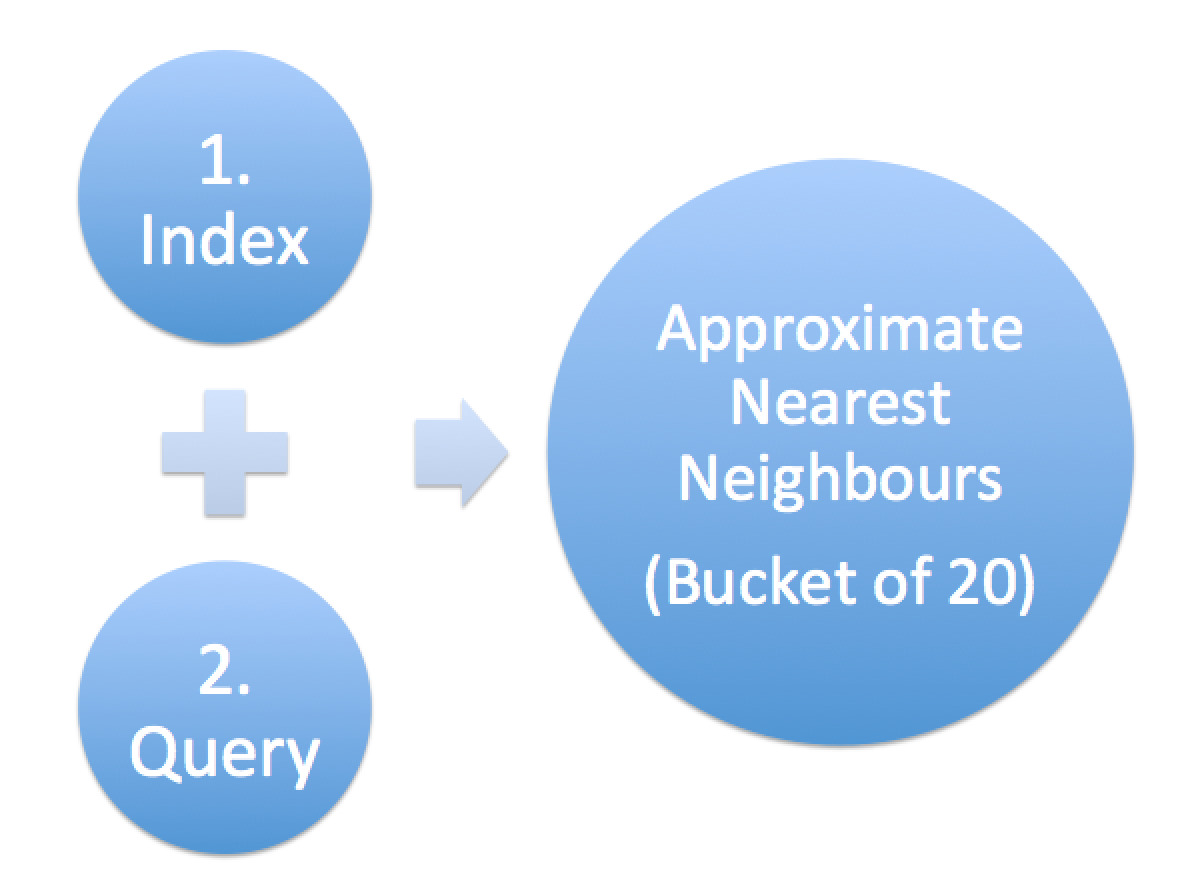 1.
Index
2.
Query
Approximate
Nearest
Neighbours
(Bucket of 20)